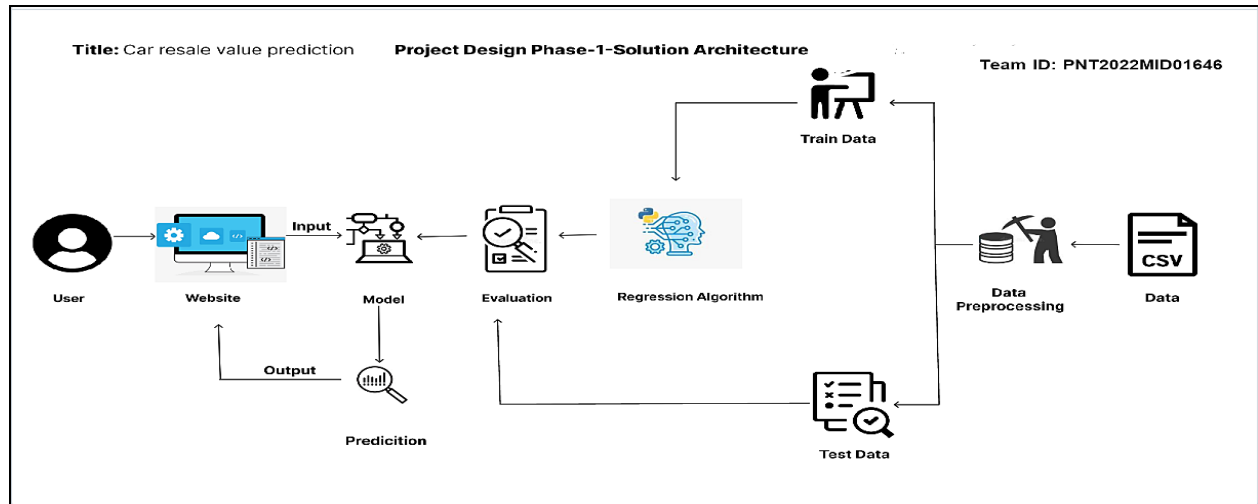 Title: Car resale value prediction
Project Design Phase-1-Solution Architecture
Team ID: PNT2022MID01646
Train Data
Input
CSV
User
Website
Model
Evaluation
Regression Algorithm
Data
Preprocessing
Data
Output
Predicition
Test Data